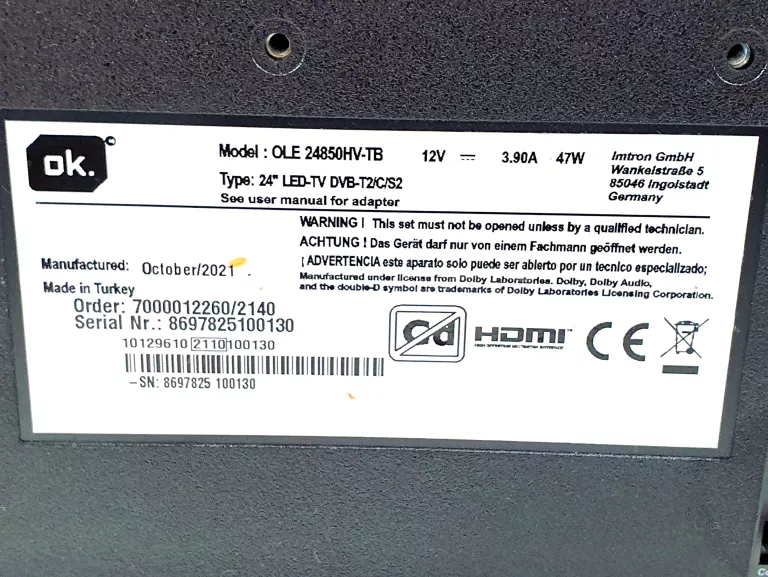 ok.©
Model : OLE 24850HV-TB 12V 3.90A 47W
Type: 24" LED-TV DVB-T2/C/S2
See user manual for adapter
Imtron GmbH
Wankelstraße 5
85046 Ingolstadt
Germany
WARNING ! This set must not be opened unless by a qualified technician.
ACHTUNG ! Das Gerät darf nur von einem Fachmann geöffnet werden.
¡ ADVERTENCIA este aparato solo puede ser abierto por un tecnico especializado;
Manufactured under license from Dolby Laboratories. Dolby, Dolby Audio,
and the double-D symbol are trademarks of Dolby Laboratories Licensing Corporation.
Manufactured: October/2021
Made in Turkey
Order: 7000012260/2140
Serial Nr.: 8697825100130
10129610 2110 100130
–SN: 8697825 100130
Cd
HDMI™
CE